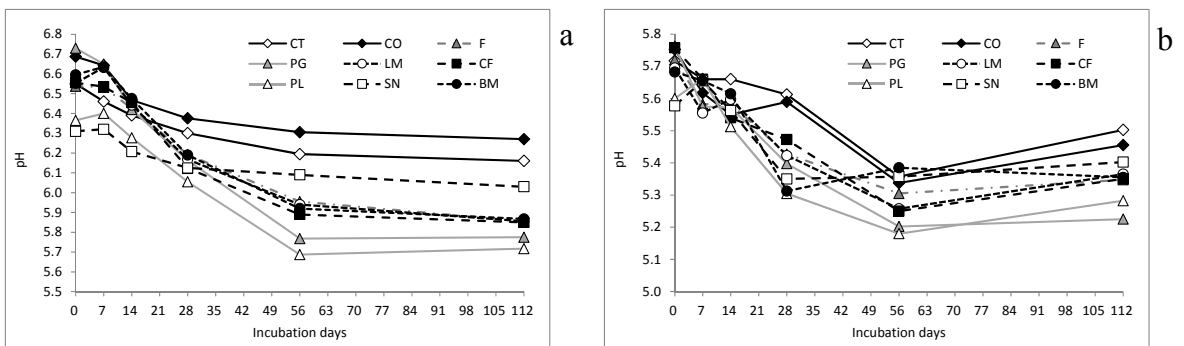 a
6.8
6.7
6.6
6.5
6.4
6.3
6.2
6.1
6.0
5.9
5.8
5.7
5.6
5.5
pH
CT CO F
PG LM CF
PL SN BM
0 7 14 21 28 35 42 49 56 63 70 77 84 91 98 105 112
Incubation days
b
5.8
5.7
5.6
5.5
5.4
5.3
5.2
5.1
5.0
pH
CT CO F
PG LM CF
PL SN BM
0 7 14 21 28 35 42 49 56 63 70 77 84 91 98 105 112
Incubation days